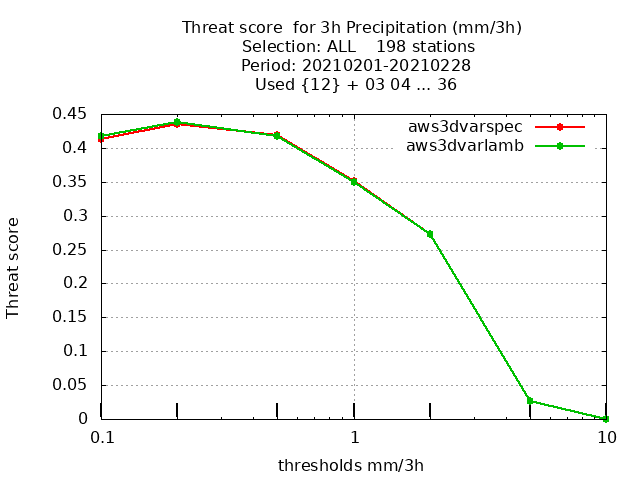 Threat score  for 3h Precipitation (mm/3h)
Selection: ALL    198 stations
Period: 20210201-20210228
Used {12} + 03 04 ... 36
aws3dvarspec
aws3dvarlamb
0.45
0.4
0.35
0.3
0.25
0.2
0.15
0.1
0.05
0
Threat score
0.1
1
10
thresholds mm/3h